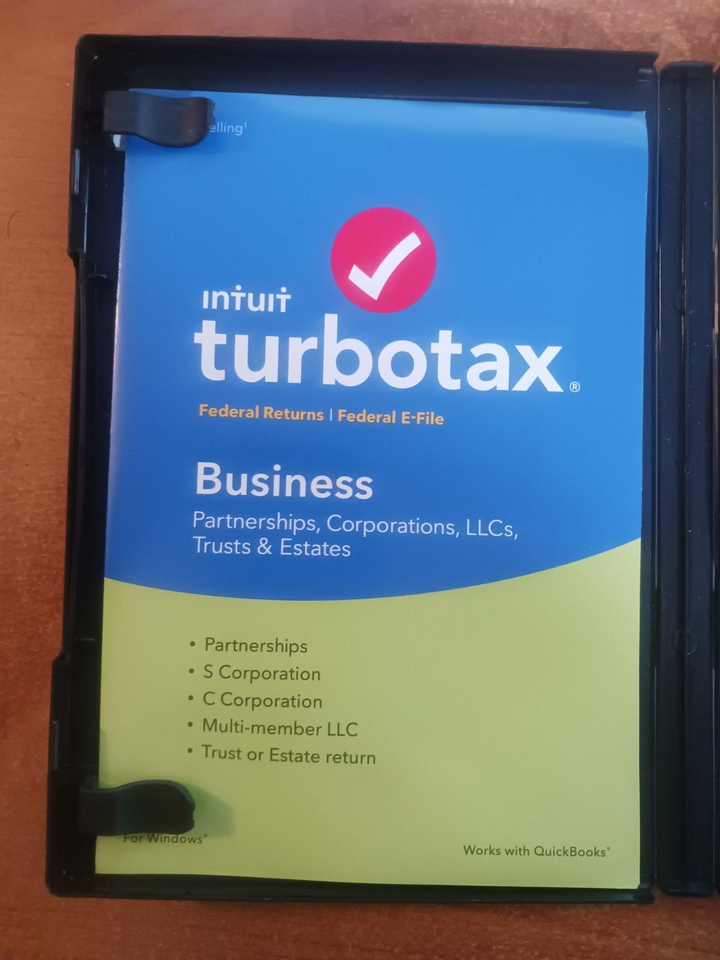 intuit
turbotax®
Federal Returns | Federal E-File
Business
Partnerships, Corporations, LLCs,
Trusts & Estates
• Partnerships
• S Corporation
• C Corporation
• Multi-member LLC
• Trust or Estate return
For Windows®
Works with QuickBooks®